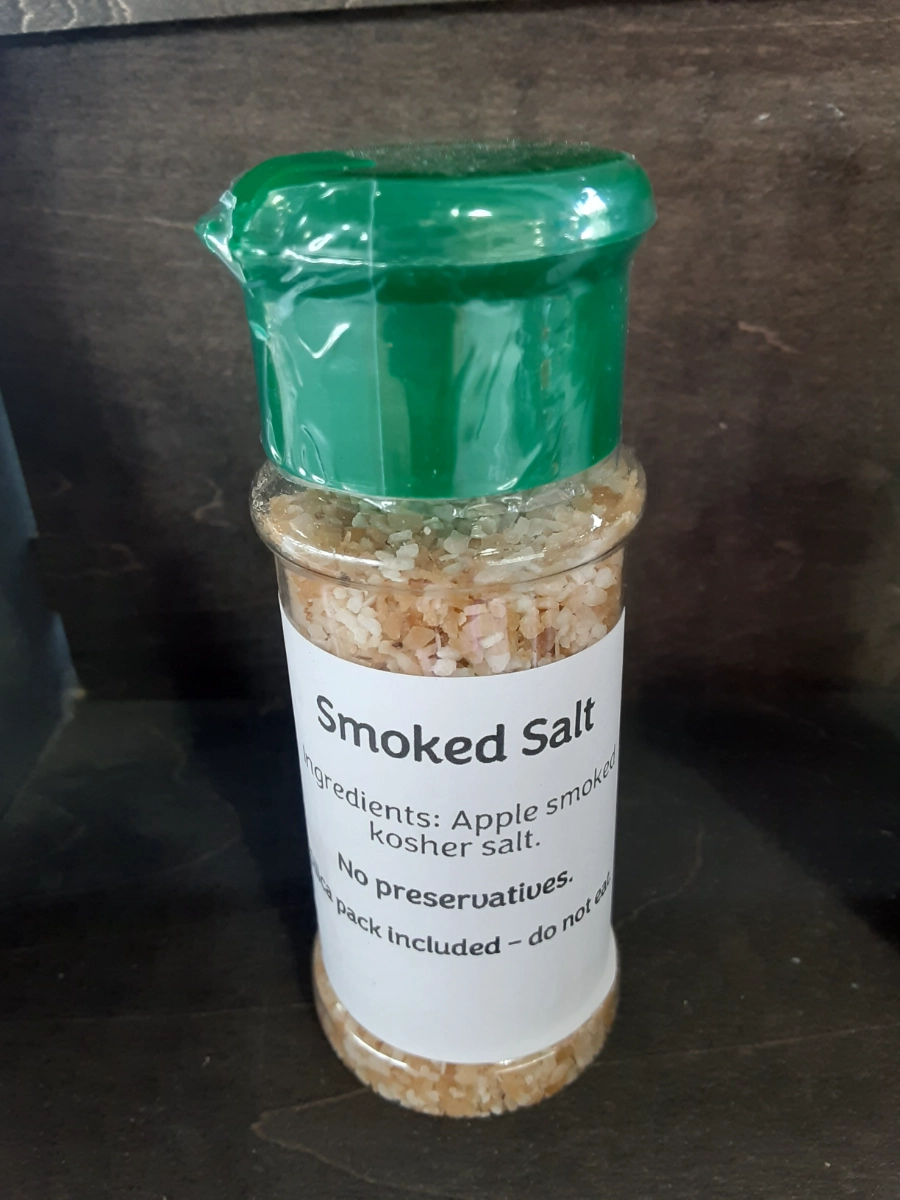 Smoked Salt
Ingredients: Apple smoked
kosher salt.
No preservatives.
pack included – do not eat.